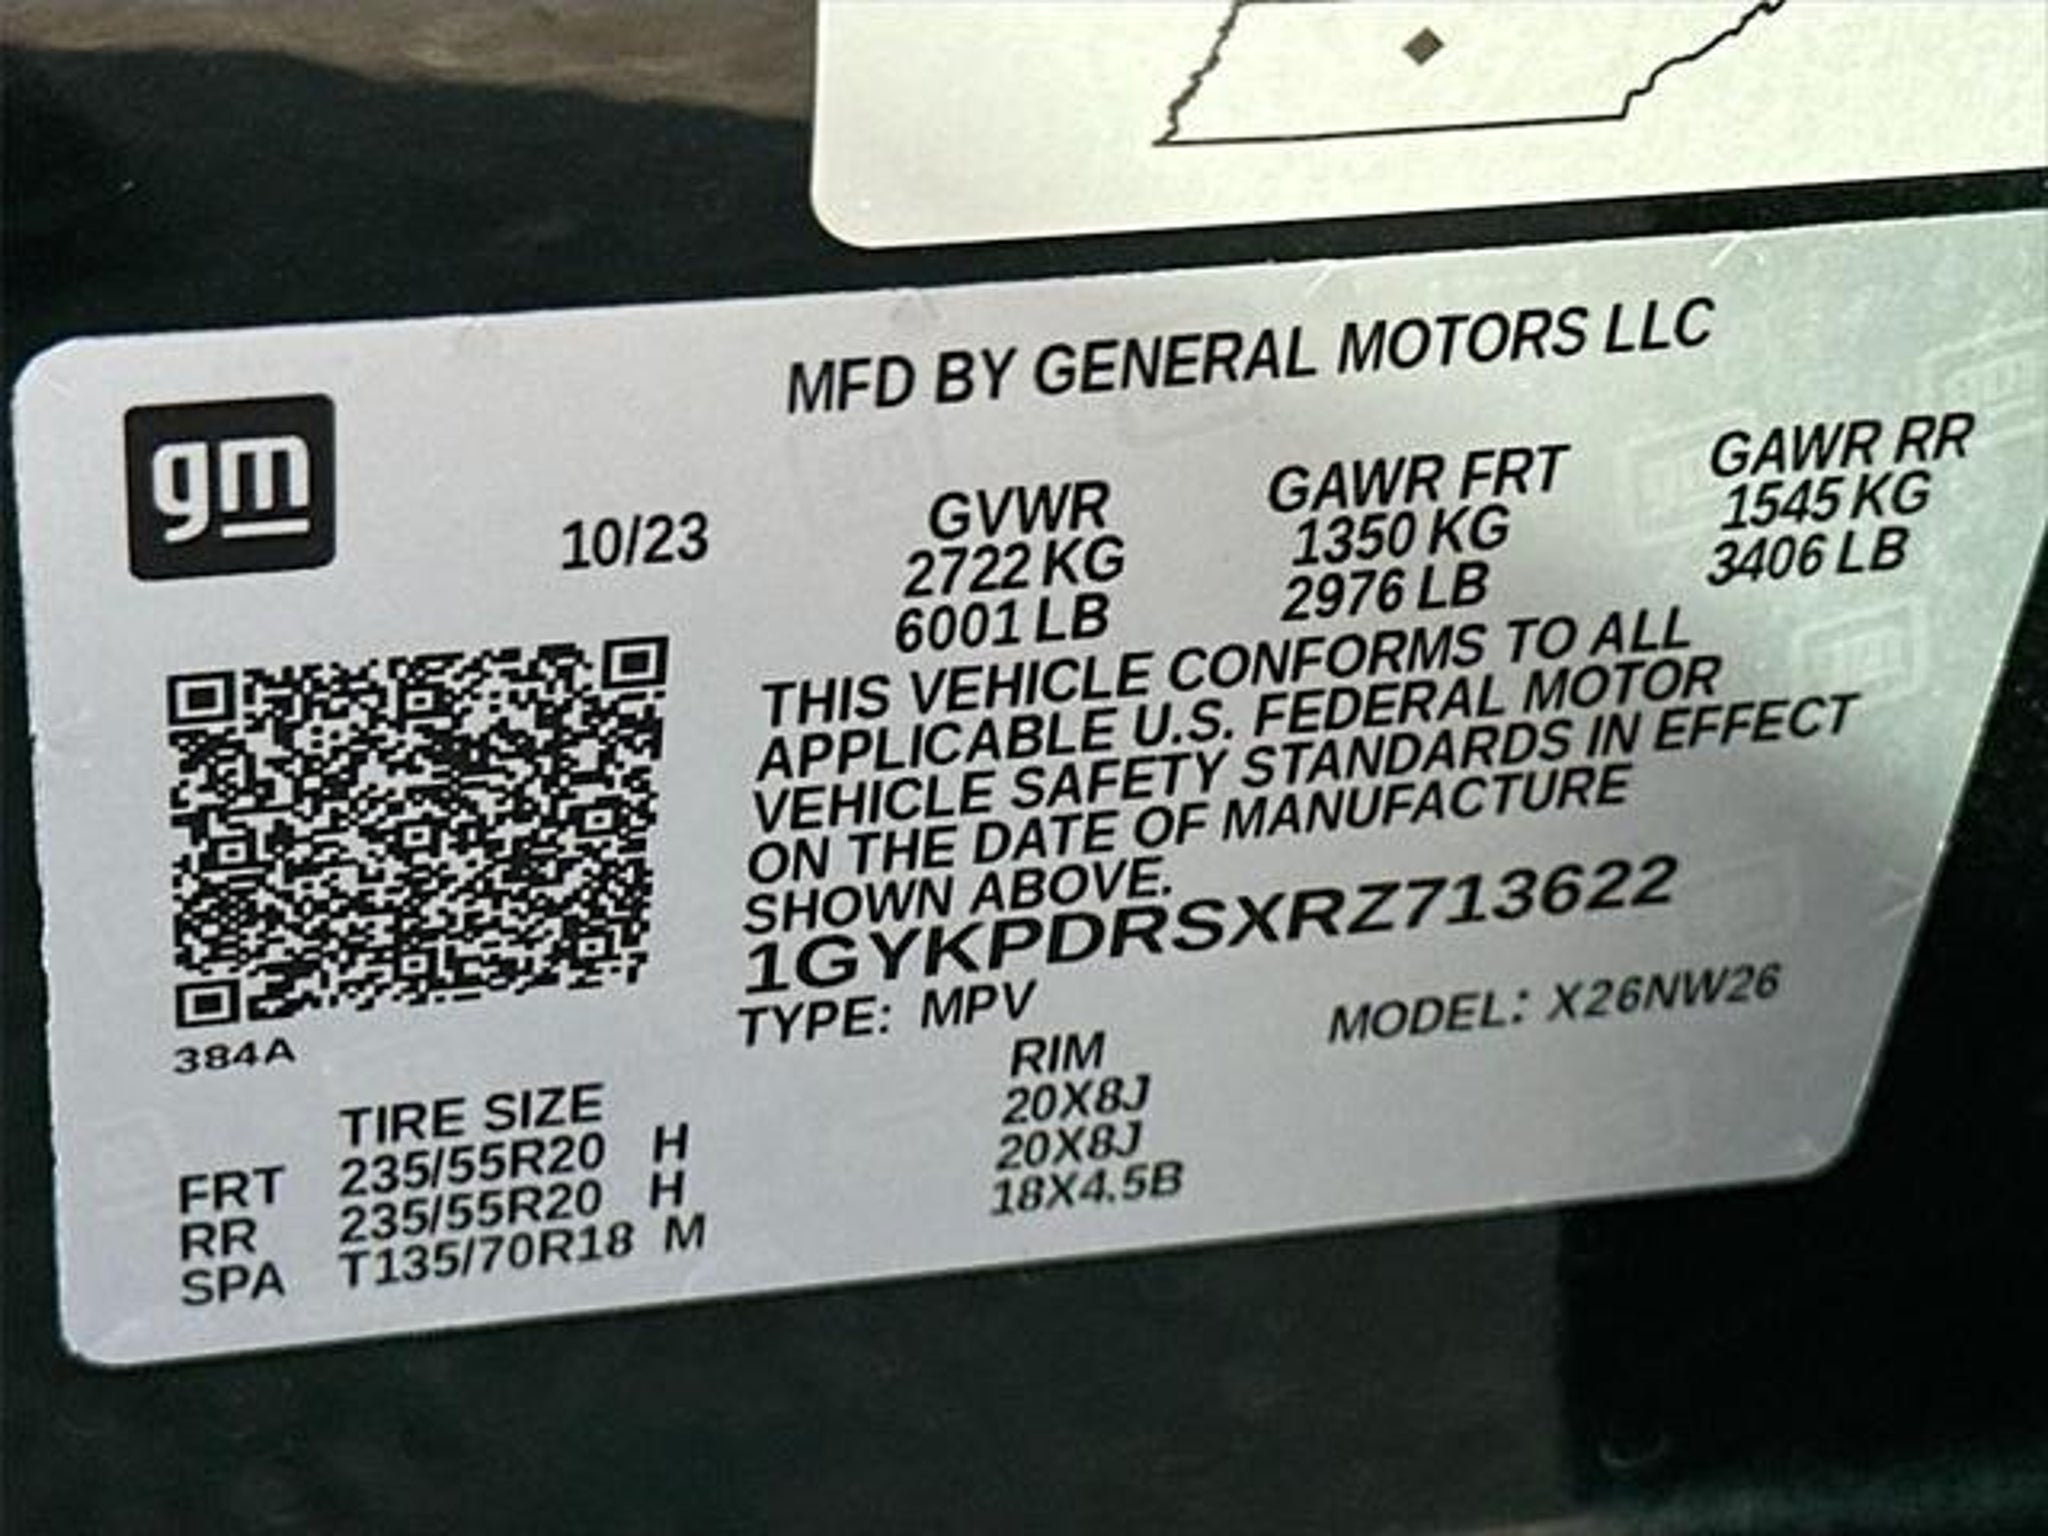 MFD BY GENERAL MOTORS LLC
gm
10/23
GVWR GAWR FRT GAWR RR
2722 KG 1350 KG 1545 KG
6001 LB 2976 LB 3406 LB
THIS VEHICLE CONFORMS TO ALL
APPLICABLE U.S. FEDERAL MOTOR
VEHICLE SAFETY STANDARDS IN EFFECT
ON THE DATE OF MANUFACTURE
SHOWN ABOVE.
1GYKPDRSXRZ713622
TYPE: MPV MODEL: X26NW26
384A
TIRE SIZE RIM
FRT 235/55R20 H 20X8J
RR 235/55R20 H 20X8J
SPA T135/70R18 M 18X4.5B